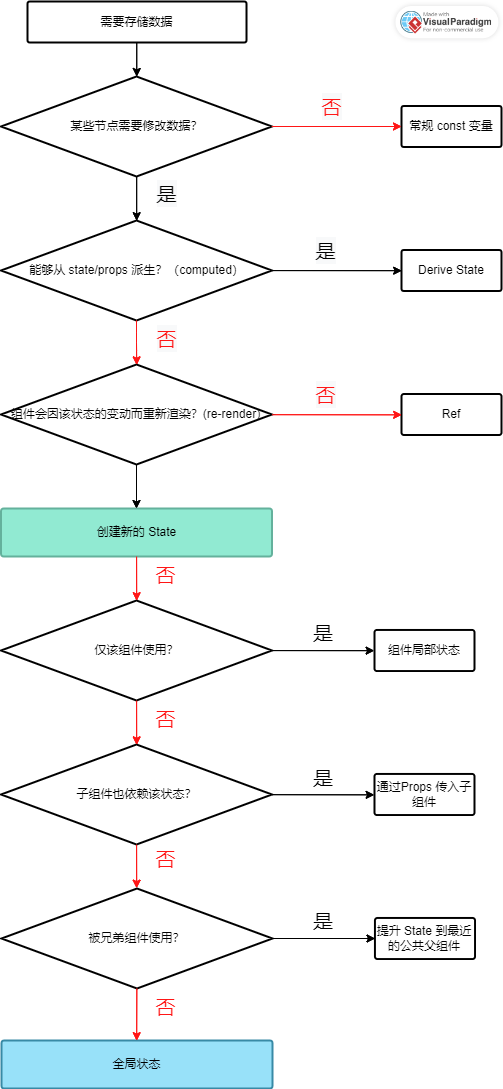 需要存储数据
Made with
VisualParadigm
For non-commercial use
某些节点需要修改数据?
否
常规 const 变量
是
能够从 state/props 派生? （computed）
是
Derive State
否
组件会因该状态的变动而重新渲染?（re-render）
否
Ref
创建新的 State
否
仅该组件使用?
是
组件局部状态
否
子组件也依赖该状态?
是
通过Props 传入子
组件
否
被兄弟组件使用?
是
提升 State 到最近
的公共父组件
否
全局状态